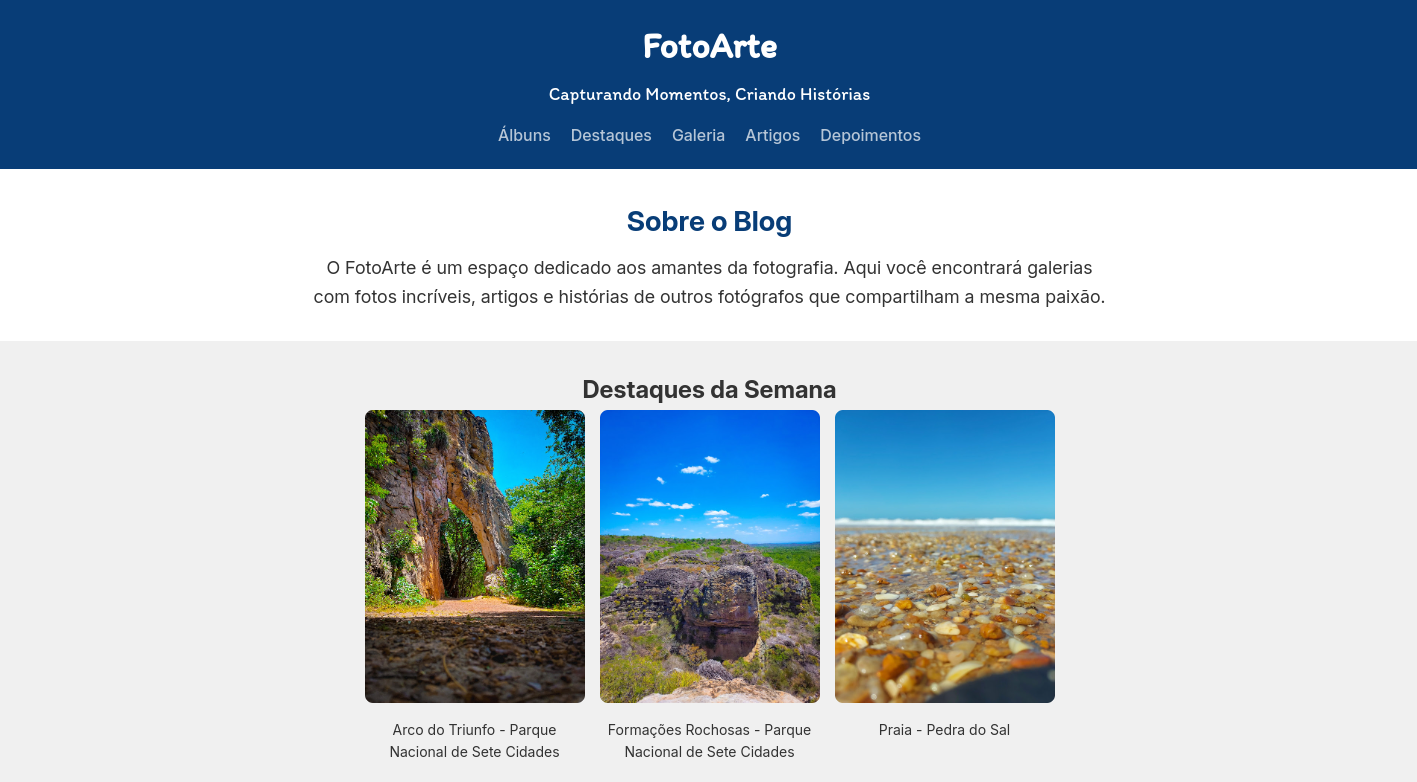 FotoArte
Capturando Momentos, Criando Histórias
Álbuns Destaques Galeria Artigos Depoimentos
Sobre o Blog
O FotoArte é um espaço dedicado aos amantes da fotografia. Aqui você encontrará galerias
com fotos incríveis, artigos e histórias de outros fotógrafos que compartilham a mesma paixão.
Destaques da Semana
Arco do Triunfo - Parque
Nacional de Sete Cidades
Formações Rochosas - Parque
Nacional de Sete Cidades
Praia - Pedra do Sal